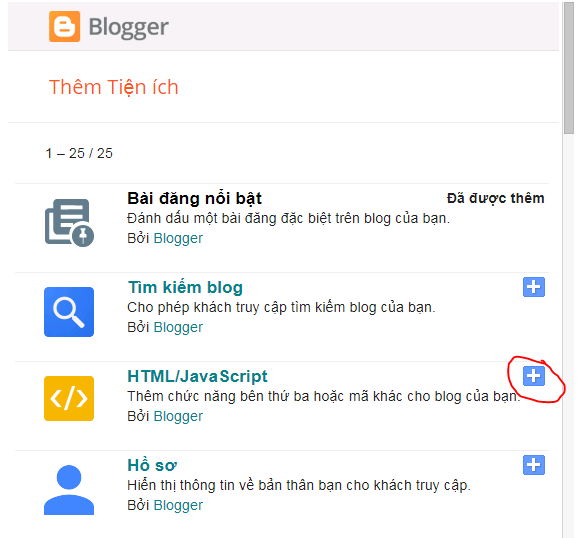 Blogger
Thêm Tiện ích
1 – 25 / 25
Bài đăng nổi bật Đã được thêm
Đánh dấu một bài đăng đặc biệt trên blog của bạn.
Bởi Blogger
Tìm kiếm blog
Cho phép khách truy cập tìm kiếm blog của bạn.
Bởi Blogger
HTML/JavaScript
Thêm chức năng bên thứ ba hoặc mã khác cho blog của bạn.
Bởi Blogger
Hồ sơ
Hiển thị thông tin về bản thân bạn cho khách truy cập.
Bởi Blogger